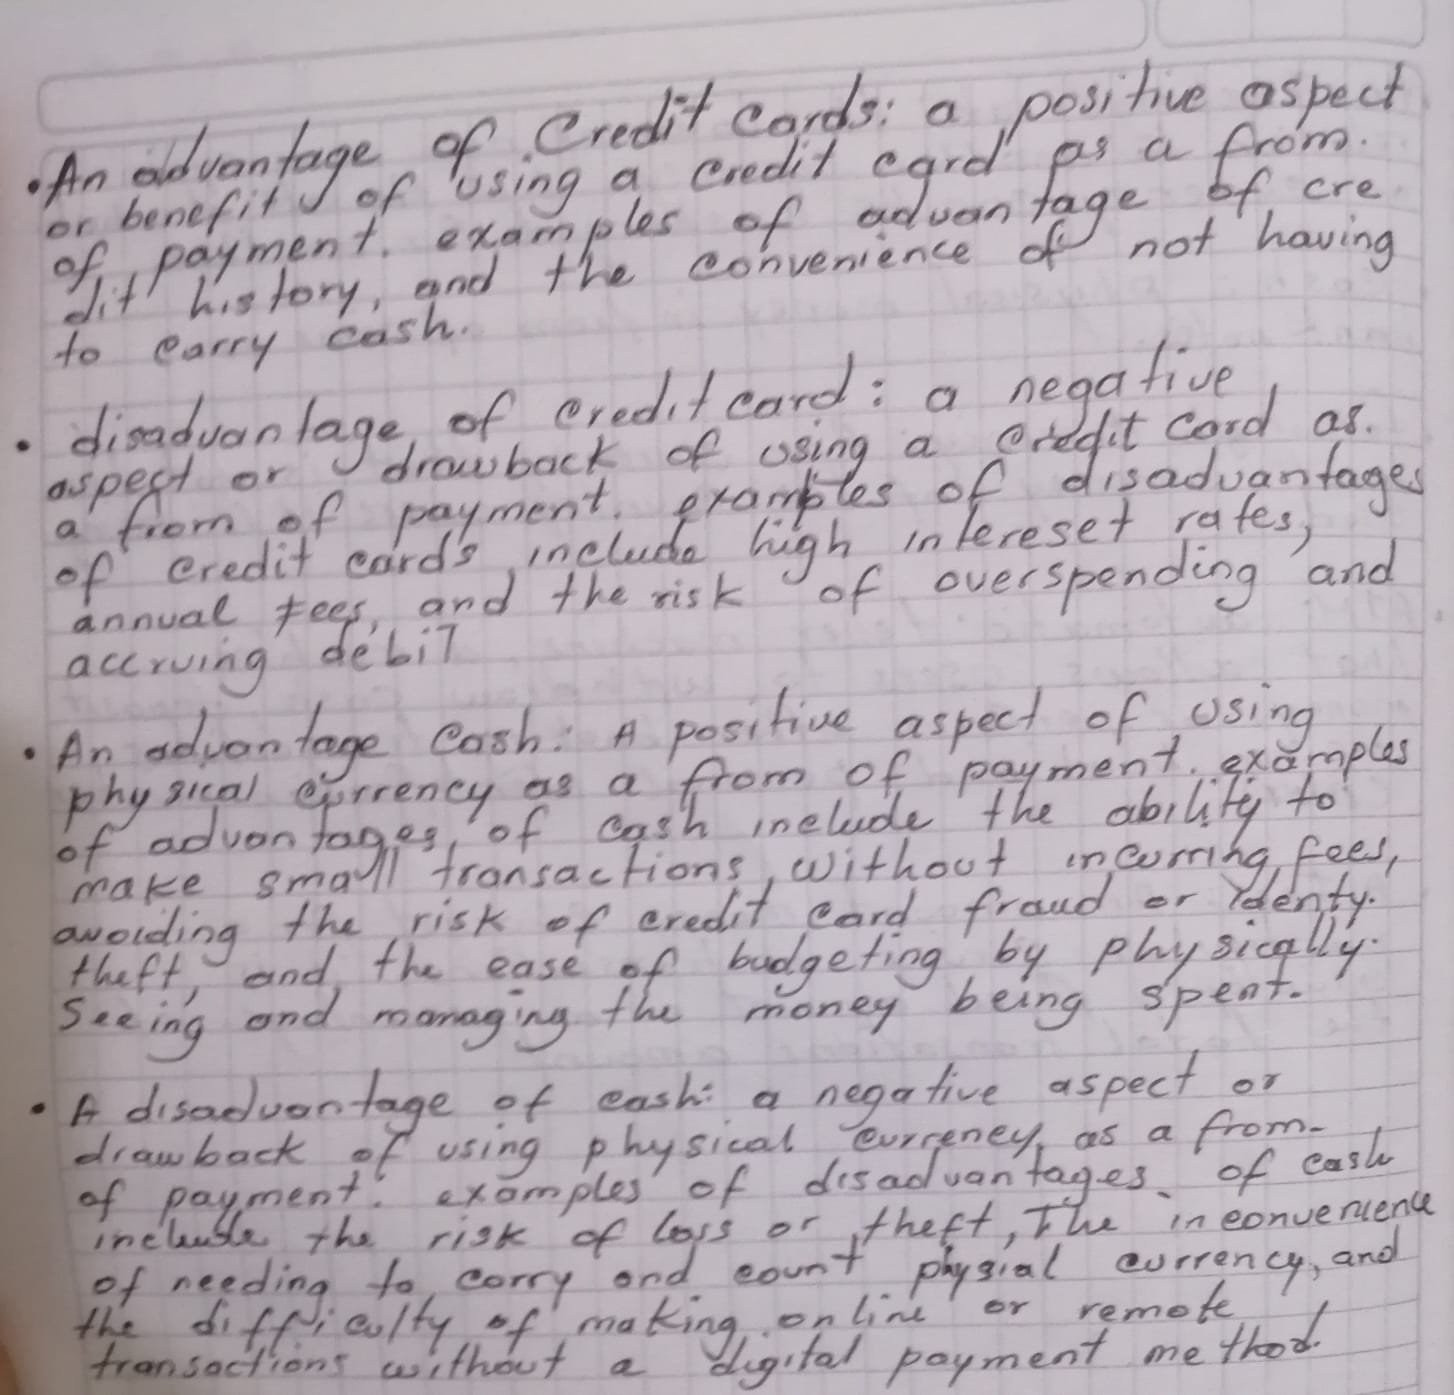 •An advantage of Credit Cards: a positive aspect
or benefit of using a credit card as a from.
of payment. examples of advantage of cre
dit history, and the convenience of not having
to carry cash.
• disadvantage of credit card: a negative
aspect or drawback of using a credit card as.
a from of payment. examples of disadvantages
of credit cards include high intereset rates,
annual fees, and the risk of overspending and
accruing debit
• An advantage Cash: A positive aspect of using
physical currency as a from of payment. examples
of advantages of cash include the ability to
make small transactions, without incurring fees,
avoiding the risk of credit card fraud or identy.
theft, and the ease of budgeting by physically.
Seeing and managing the money being spent.
• A disadvantage of cash: a negative aspect or
drawback of using physical currency as a from-
of payment. examples of disadvantages of cash
include the risk of loss or theft, The inconvenience
of needing to carry and count physial currency, and
the difficulty of making online or remote
transactions without a digital payment method.